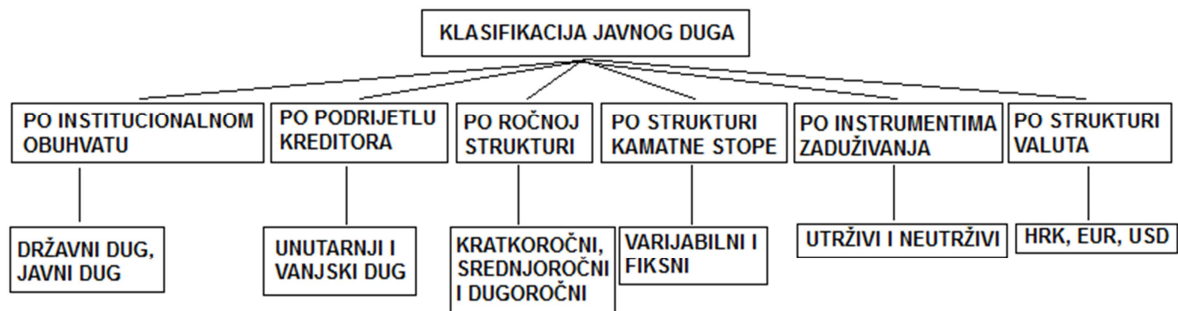 KLASIFIKACIJA JAVNOG DUGA
PO INSTITUCIONALNOM
OBUHVATU
PO PODRIJETLU
KREDITORA
PO ROČNOJ
STRUKTURI
PO STRUKTURI
KAMATNE STOPE
PO INSTRUMENTIMA
ZADUŽIVANJA
PO STRUKTURI
VALUTA
DRŽAVNI DUG,
JAVNI DUG
UNUTARNJI I
VANJSKI DUG
KRATKOROČNI,
SREDNJOROČNI
I DUGOROČNI
VARIJABILNI I
FIKSNI
UTRŽIVI I NEUTRŽIVI
HRK, EUR, USD